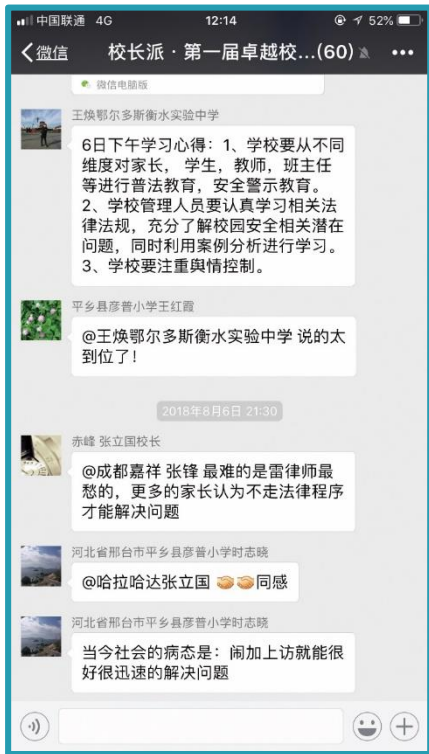 中国联通 4G 12:14 52%
微信 校长派·第一届卓越校...(60)
微信电脑版
王焕鄂尔多斯衡水实验中学
6日下午学习心得：1、学校要从不同
维度对家长， 学生，教师，班主任
等进行普法教育，安全警示教育。
2、学校管理人员要认真学习相关法
律法规，充分了解校园安全相关潜在
问题，同时利用案例分析进行学习。
3、学校要注重舆情控制。
平乡县彦普小学王红霞
@王焕鄂尔多斯衡水实验中学 说的太
到位了！
2018年8月6日 21:30
赤峰 张立国校长
@成都嘉祥 张锋 最难的是雷律师最
愁的，更多的家长认为不走法律程序
才能解决问题
河北省邢台市平乡县彦普小学时志晓
@哈拉哈达张立国 同感
河北省邢台市平乡县彦普小学时志晓
当今社会的病态是：闹加上访就能很
好很迅速的解决问题